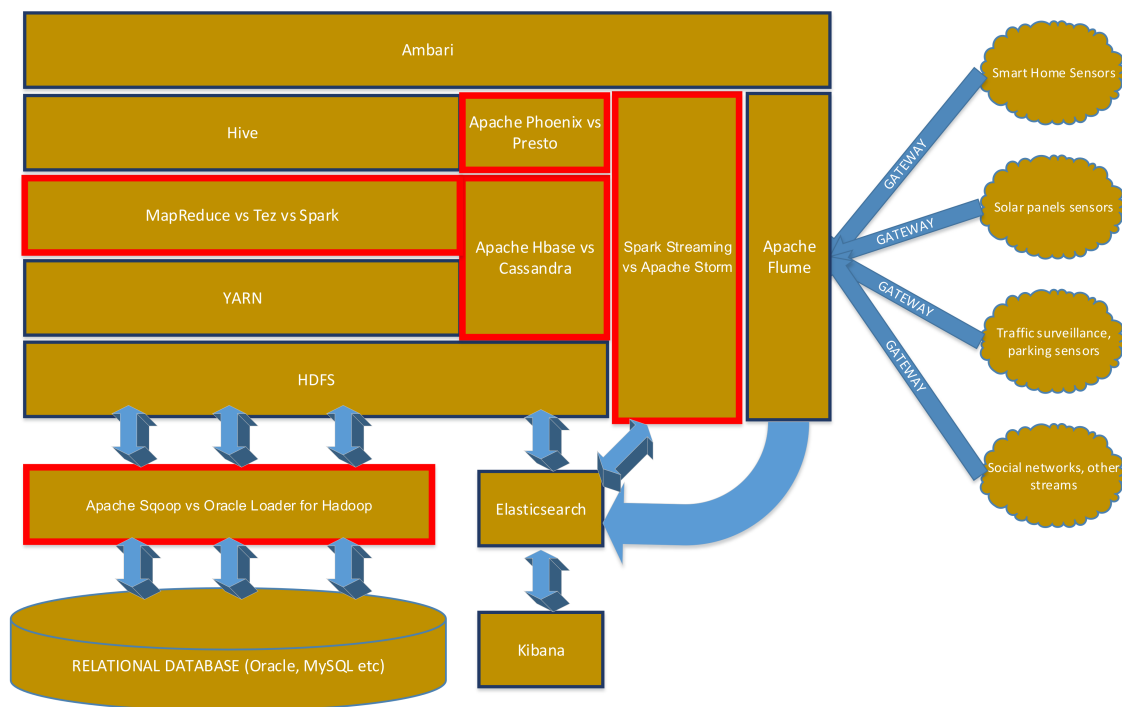 Ambari
Smart Home Sensors
Hive
Apache Phoenix vs
Presto
GATEWAY
MapReduce vs Tez vs Spark
Apache Hbase vs
Cassandra
Spark Streaming
vs Apache Storm
Apache
Flume
GATEWAY
Solar panels sensors
YARN
GATEWAY
Traffic surveillance,
parking sensors
HDFS
GATEWAY
Social networks, other
streams
Apache Sqoop vs Oracle Loader for Hadoop
Elasticsearch
Kibana
RELATIONAL DATABASE (Oracle, MySQL etc)